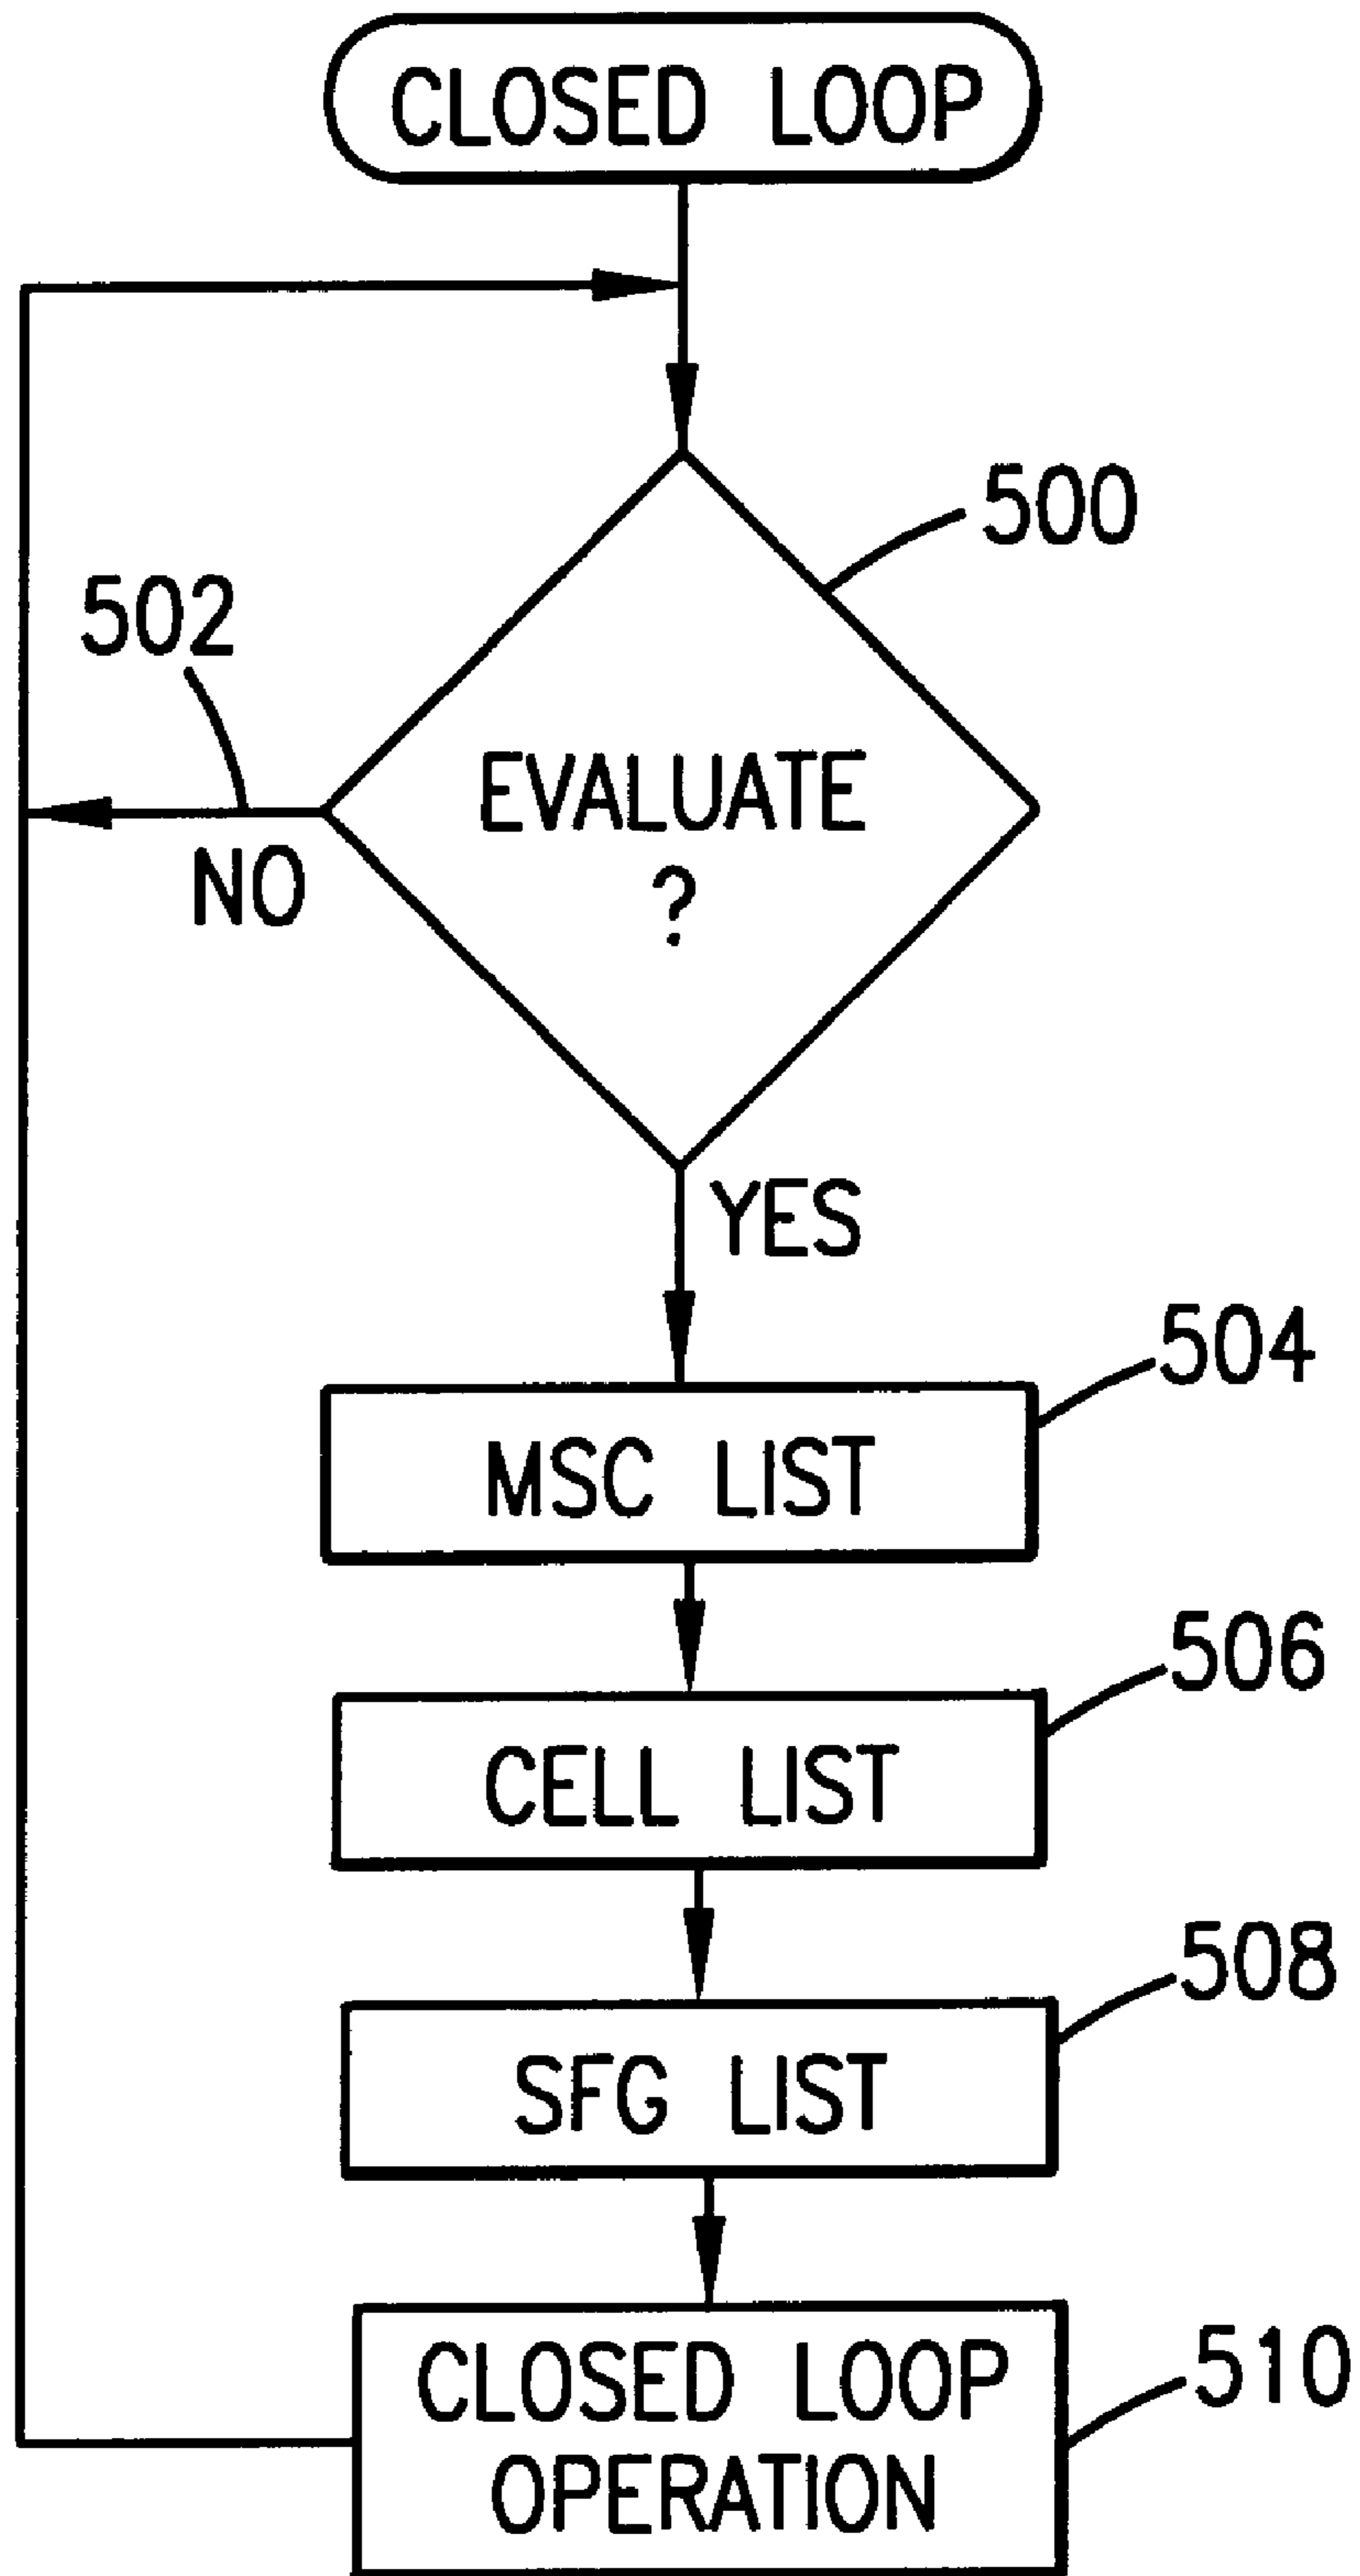 CLOSED LOOP
500
502
EVALUATE
?
NO
YES
504
MSC LIST
506
CELL LIST
508
SFG LIST
510
CLOSED LOOP
OPERATION